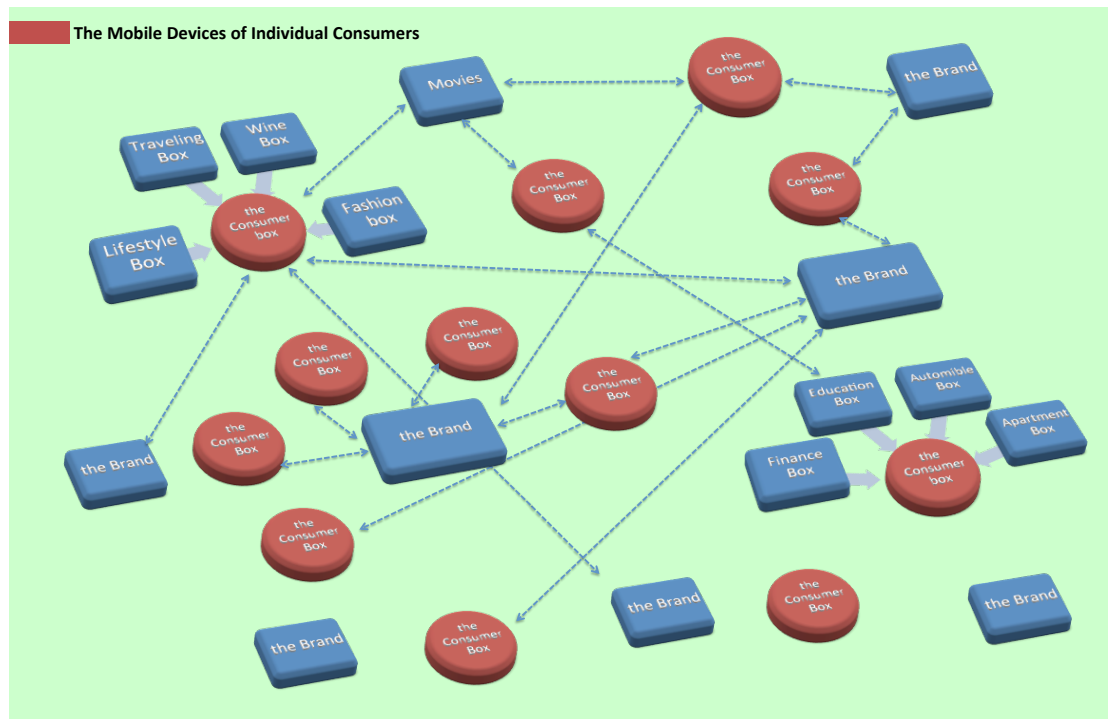 The Mobile Devices of Individual Consumers
Movies
the
Consumer
Box
the Brand
Traveling
Box
Wine
Box
the
Consumer
Box
the
Consumer
Box
Lifestyle
Box
the
Consumer
box
Fashion
box
the Brand
the
Consumer
Box
the
Consumer
Box
the
Consumer
Box
Education
Box
Automible
Box
the
Consumer
Box
the Brand
the Brand
Finance
Box
the
Consumer
box
Apartment
Box
the Brand
the
Consumer
Box
the Brand
the
Consumer
Box
the Brand
the
Consumer
Box
the Brand